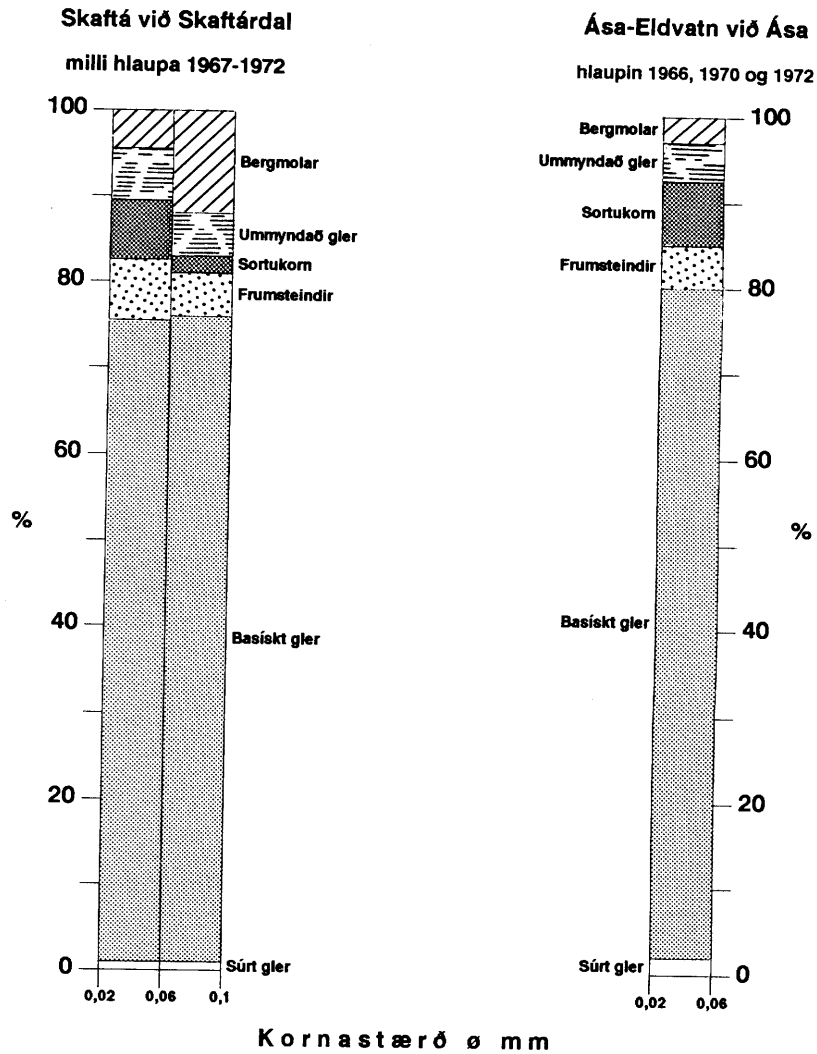 Skaftá við Skaftárdal
milli hlaupa 1967-1972
100
80
60
%
40
20
0
Bergmolar
Ummyndað gler
Sortukorn
Frumsteindir
Basískt gler
Súrt gler
0,02 0,06 0,1
Ása-Eldvatn við Ása
hlaupin 1966, 1970 og 1972
Bergmolar
Ummyndað gler
Sortukorn
Frumsteindir
Basískt gler
Súrt gler
100
80
60
%
40
20
0
0,02 0,06
Kornastærð ø mm